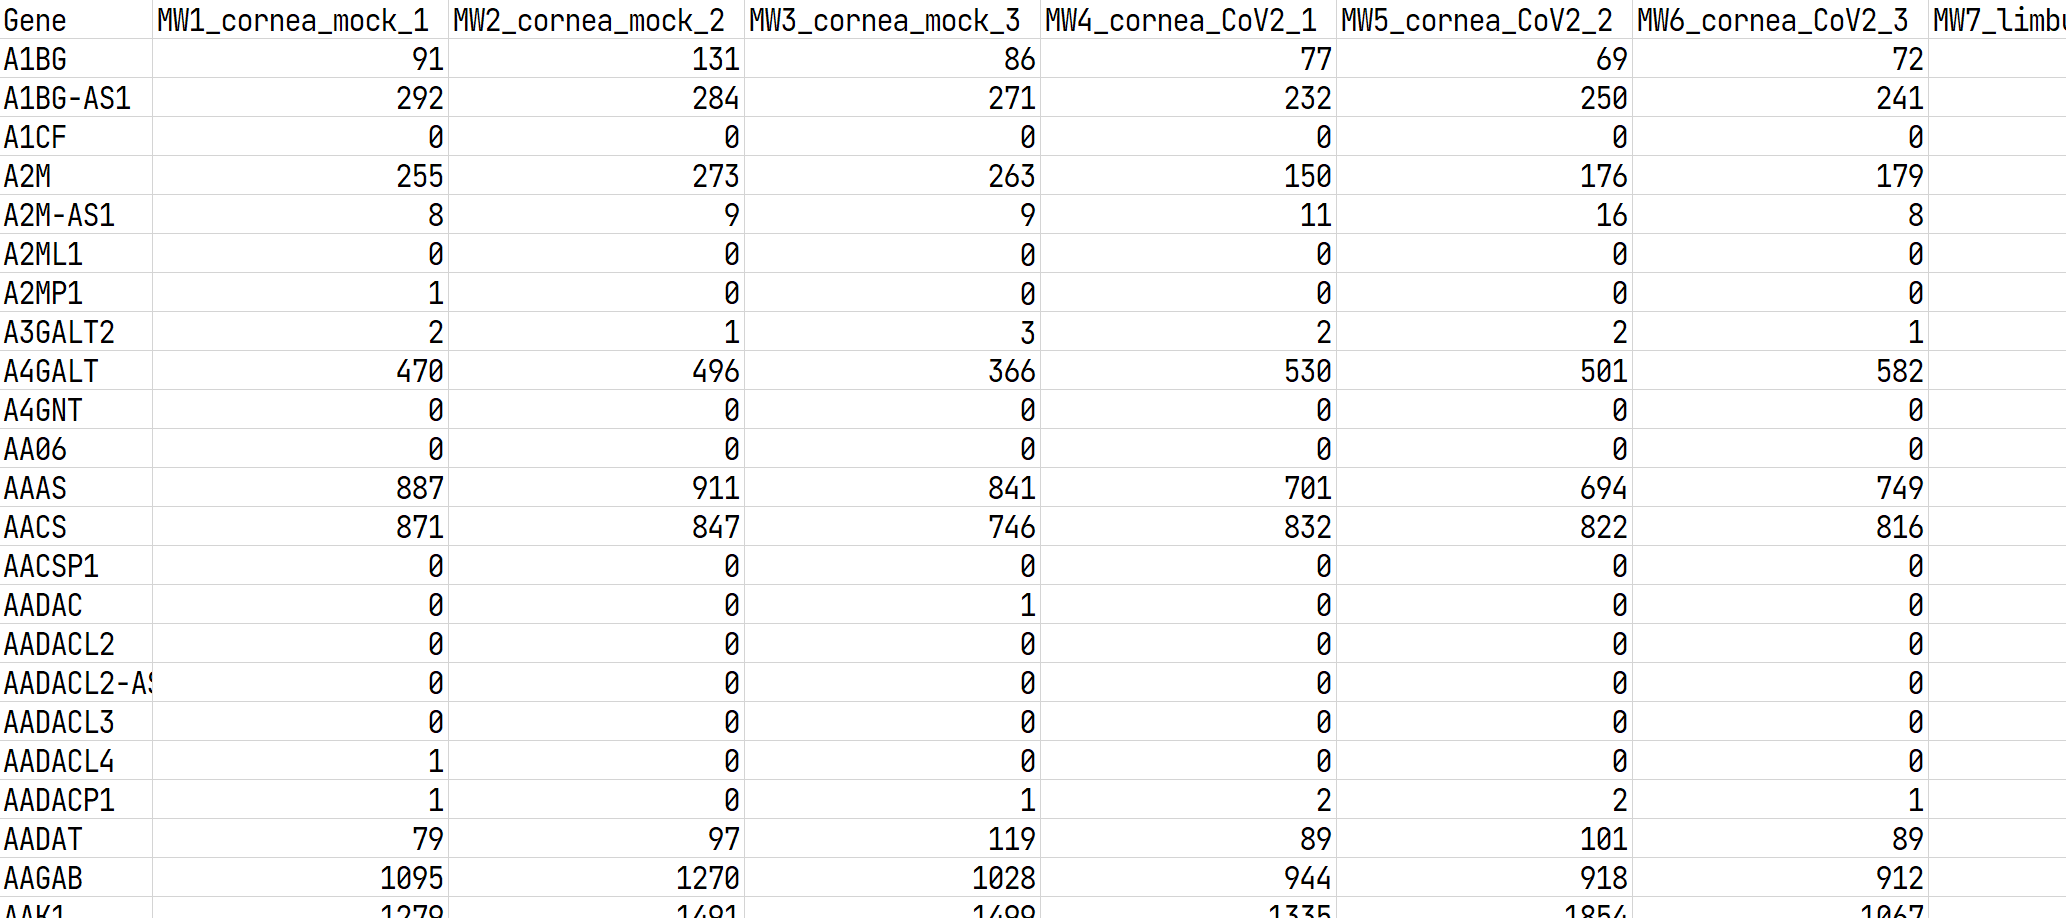 Gene MW1_cornea_mock_1 MW2_cornea_mock_2 MW3_cornea_mock_3 MW4_cornea_CoV2_1 MW5_cornea_CoV2_2 MW6_cornea_CoV2_3 MW7_limbu
A1BG 91 131 86 77 69 72
A1BG-AS1 292 284 271 232 250 241
A1CF 0 0 0 0 0 0
A2M 255 273 263 150 176 179
A2M-AS1 8 9 9 11 16 8
A2ML1 0 0 0 0 0 0
A2MP1 1 0 0 0 0 0
A3GALT2 2 1 3 2 2 1
A4GALT 470 496 366 530 501 582
A4GNT 0 0 0 0 0 0
AA06 0 0 0 0 0 0
AAAS 887 911 841 701 694 749
AACS 871 847 746 832 822 816
AACSP1 0 0 0 0 0 0
AADAC 0 0 1 0 0 0
AADACL2 0 0 0 0 0 0
AADACL2-AS 0 0 0 0 0 0
AADACL3 0 0 0 0 0 0
AADACL4 1 0 0 0 0 0
AADACP1 1 0 1 2 2 1
AADAT 79 97 119 89 101 89
AAGAB 1095 1270 1028 944 918 912
AAK1 1279 1491 1499 1335 1854 1067